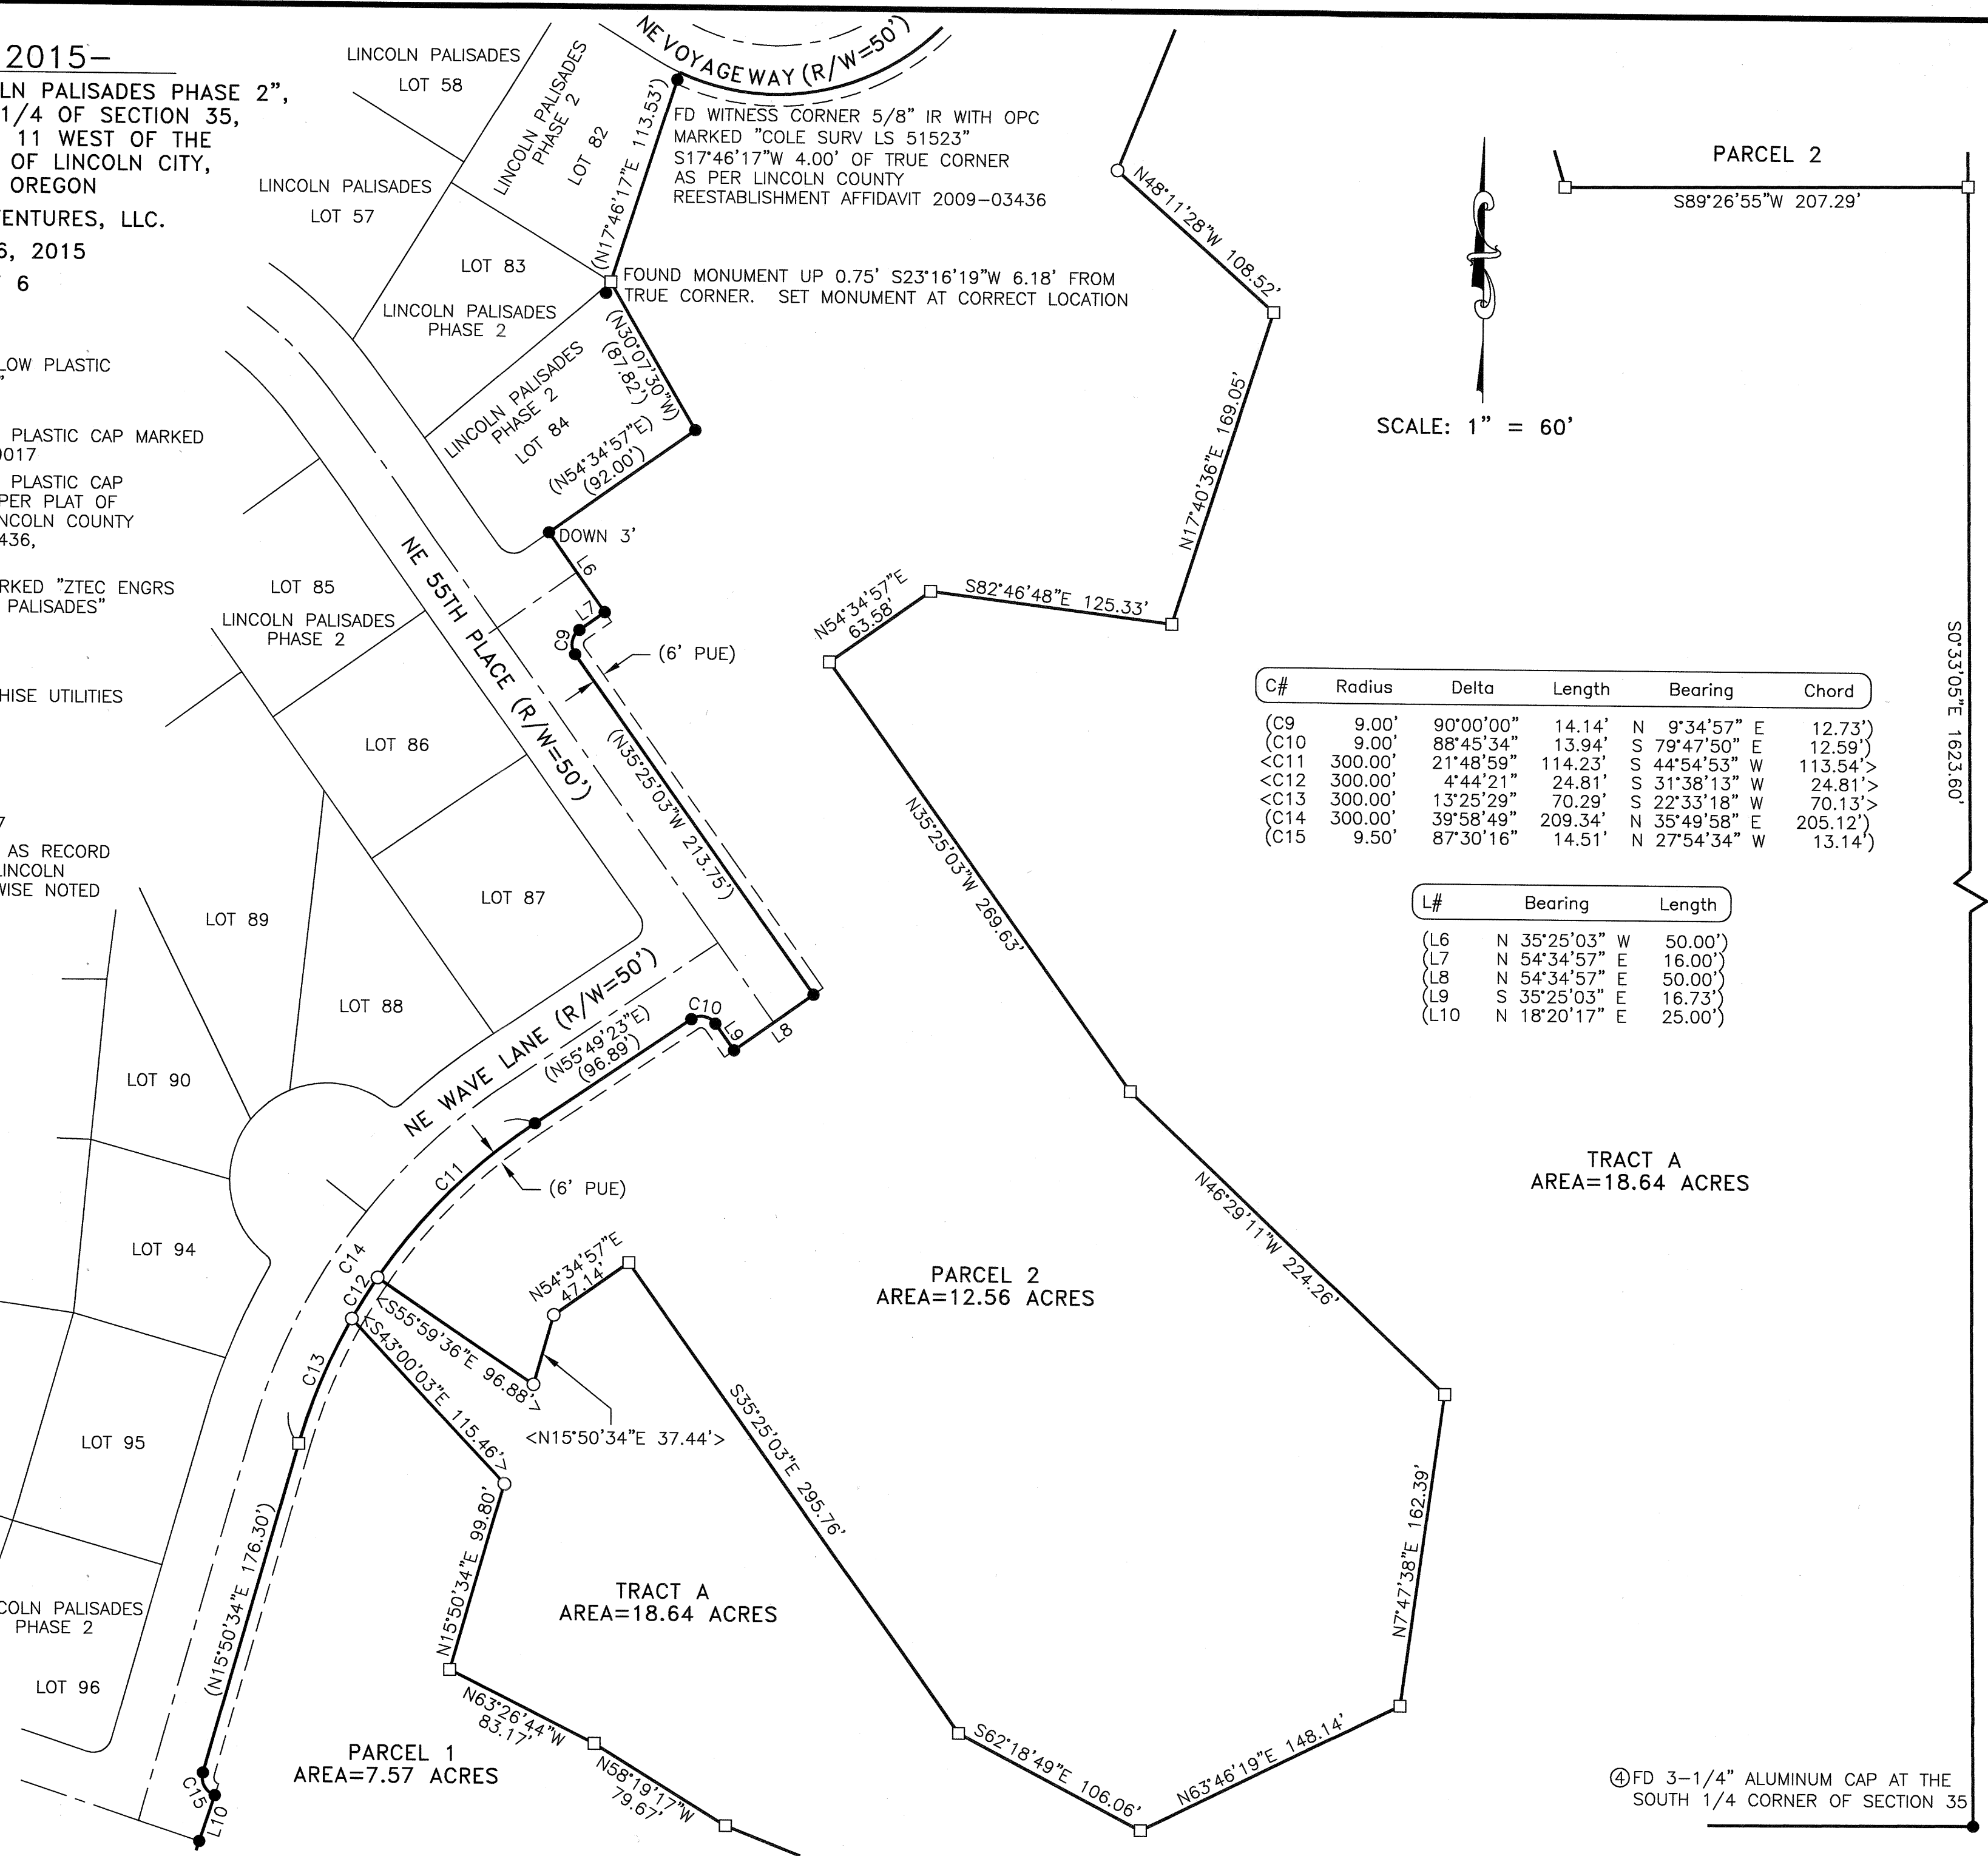 2015–
LN PALISADES PHASE 2”,
1/4 OF SECTION 35,
11 WEST OF THE
OF LINCOLN CITY,
OREGON
ENTURES, LLC.
6, 2015
6
LOW PLASTIC
PLASTIC CAP MARKED
0017
PLASTIC CAP
PER PLAT OF
NCOLN COUNTY
436,
RKED ”ZTEC ENGRS
PALISADES”
HISE UTILITIES
7
AS RECORD
LINCOLN
WISE NOTED
LINCOLN PALISADES
LOT 58
LINCOLN PALISADES
LOT 57
LINCOLN PALISADES
PHASE 2
LOT 82
LOT 83
LINCOLN PALISADES
PHASE 2
LINCOLN PALISADES
PHASE 2
LOT 84
NE VOYAGE WAY (R/W=50’)
(N17°46’17”E 113.53’)
FD WITNESS CORNER 5/8” IR WITH OPC
MARKED ”COLE SURV LS 51523”
S17°46’17”W 4.00’ OF TRUE CORNER
AS PER LINCOLN COUNTY
REESTABLISHMENT AFFIDAVIT 2009–03436
FOUND MONUMENT UP 0.75’ S23°16’19”W 6.18’ FROM
TRUE CORNER. SET MONUMENT AT CORRECT LOCATION
(N30°07’30”W)
(87.82’)
(N54°34’57”E)
(92.00’)
DOWN 3’
L6
L7
C9
(6’ PUE)
NE 55TH PLACE (R/W=50’)
(N35°25’03”W 213.75’)
LOT 85
LINCOLN PALISADES
PHASE 2
LOT 86
LOT 87
LOT 89
LOT 88
LOT 90
LOT 94
LOT 95
COLN PALISADES
PHASE 2
LOT 96
NE WAVE LANE (R/W=50’)
(N55°49’23”E)
(96.89’)
C10
L9
L8
C11
(6’ PUE)
C14
C12
C13
<S55°59’36”E 96.88’>
<S43°00’03”E 115.46’>
N54°34’57”E
47.14’
<N15°50’34”E 37.44’>
(N15°50’34”E 176.30’)
N15°50’34”E 99.80’
C15
L10
N63°26’44”W
83.17’
N58°19’17”W
79.67’
PARCEL 1
AREA=7.57 ACRES
TRACT A
AREA=18.64 ACRES
S35°25’03”E 295.76’
S62°18’49”E 106.06’
N63°46’19”E 148.14’
N7°47’38”E 162.39’
N46°29’11”W 224.26’
N35°25’03”W 269.63’
N54°34’57”E
63.58’
S82°46’48”E 125.33’
N17°40’36”E 169.05’
N48°11’28”W 108.52’
PARCEL 2
AREA=12.56 ACRES
SCALE: 1” = 60’
PARCEL 2
S89°26’55”W 207.29’
S0°33’05”E 1623.60’
C# Radius Delta Length Bearing Chord
(C9 9.00’ 90°00’00” 14.14’ N 9°34’57” E 12.73’)
(C10 9.00’ 88°45’34” 13.94’ S 79°47’50” E 12.59’)
<C11 300.00’ 21°48’59” 114.23’ S 44°54’53” W 113.54’>
<C12 300.00’ 4°44’21” 24.81’ S 31°38’13” W 24.81’>
<C13 300.00’ 13°25’29” 70.29’ S 22°33’18” W 70.13’>
(C14 300.00’ 39°58’49” 209.34’ N 35°49’58” E 205.12’)
(C15 9.50’ 87°30’16” 14.51’ N 27°54’34” W 13.14’)
L# Bearing Length
(L6 N 35°25’03” W 50.00’)
(L7 N 54°34’57” E 16.00’)
(L8 N 54°34’57” E 50.00’)
(L9 S 35°25’03” E 16.73’)
(L10 N 18°20’17” E 25.00’)
TRACT A
AREA=18.64 ACRES
④FD 3–1/4” ALUMINUM CAP AT THE
SOUTH 1/4 CORNER OF SECTION 35